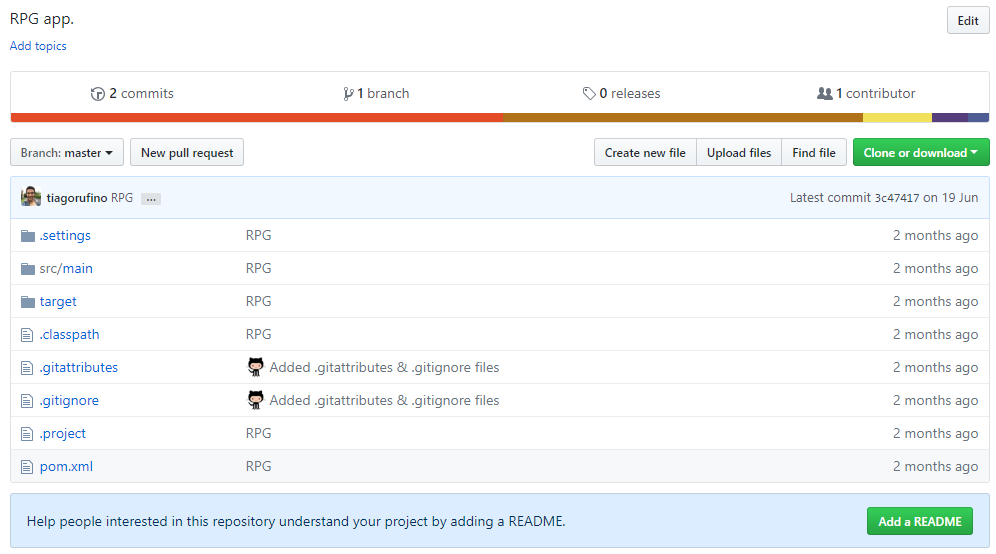 RPG app.
Edit
Add topics
2 commits 1 branch 0 releases 1 contributor
Branch: master New pull request Create new file Upload files Find file Clone or download
tiagorufino RPG ... Latest commit 3c47417 on 19 Jun
.settings RPG 2 months ago
src/main RPG 2 months ago
target RPG 2 months ago
.classpath RPG 2 months ago
.gitattributes Added .gitattributes & .gitignore files 2 months ago
.gitignore Added .gitattributes & .gitignore files 2 months ago
.project RPG 2 months ago
pom.xml RPG 2 months ago
Help people interested in this repository understand your project by adding a README. Add a README